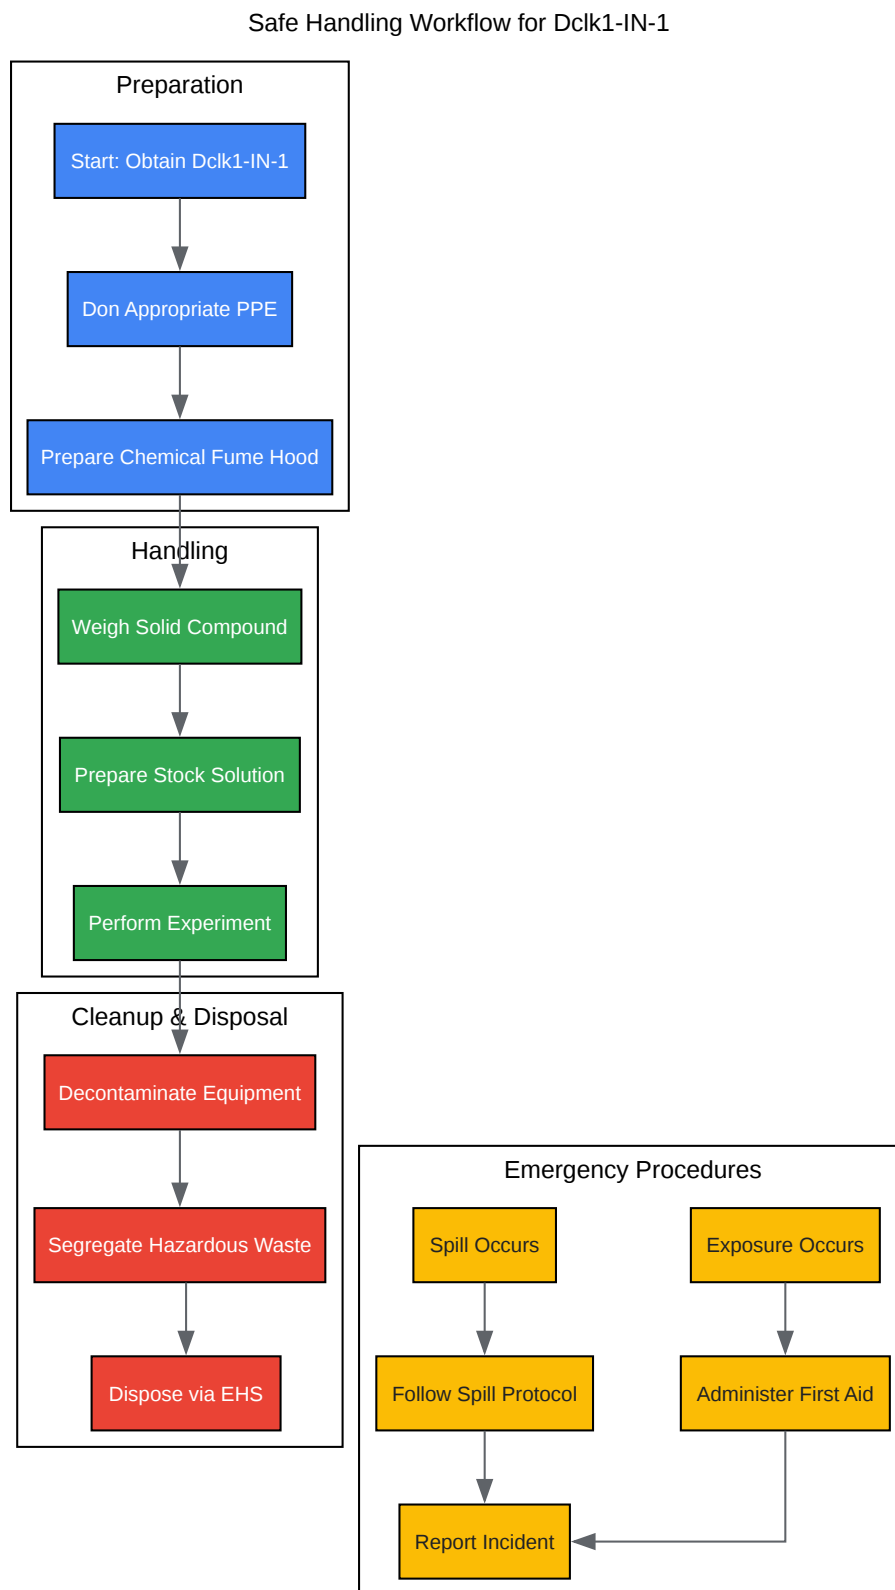 Safe Handling Workflow for Dclk1-IN-1
Preparation
Start: Obtain Dclk1-IN-1
Don Appropriate PPE
Prepare Chemical Fume Hood
Handling
Weigh Solid Compound
Prepare Stock Solution
Perform Experiment
Cleanup & Disposal
Decontaminate Equipment
Segregate Hazardous Waste
Dispose via EHS
Emergency Procedures
Spill Occurs
Exposure Occurs
Follow Spill Protocol
Administer First Aid
Report Incident